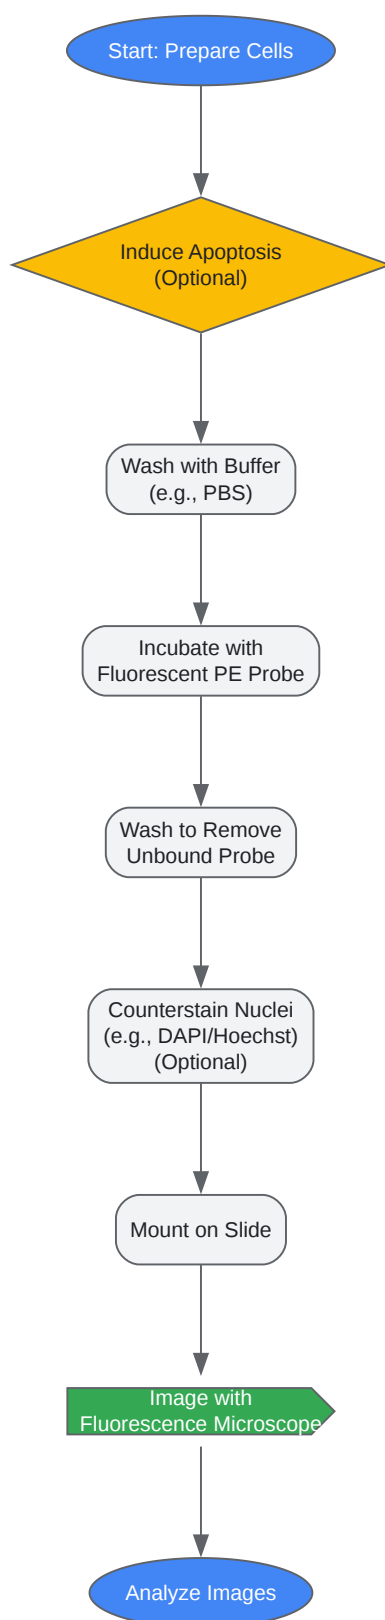 Start: Prepare Cells
Induce Apoptosis
(Optional)
Wash with Buffer
(e.g., PBS)
Incubate with
Fluorescent PE Probe
Wash to Remove
Unbound Probe
Counterstain Nuclei
(e.g., DAPI/Hoechst)
(Optional)
Mount on Slide
Image with
Fluorescence Microscope
Analyze Images